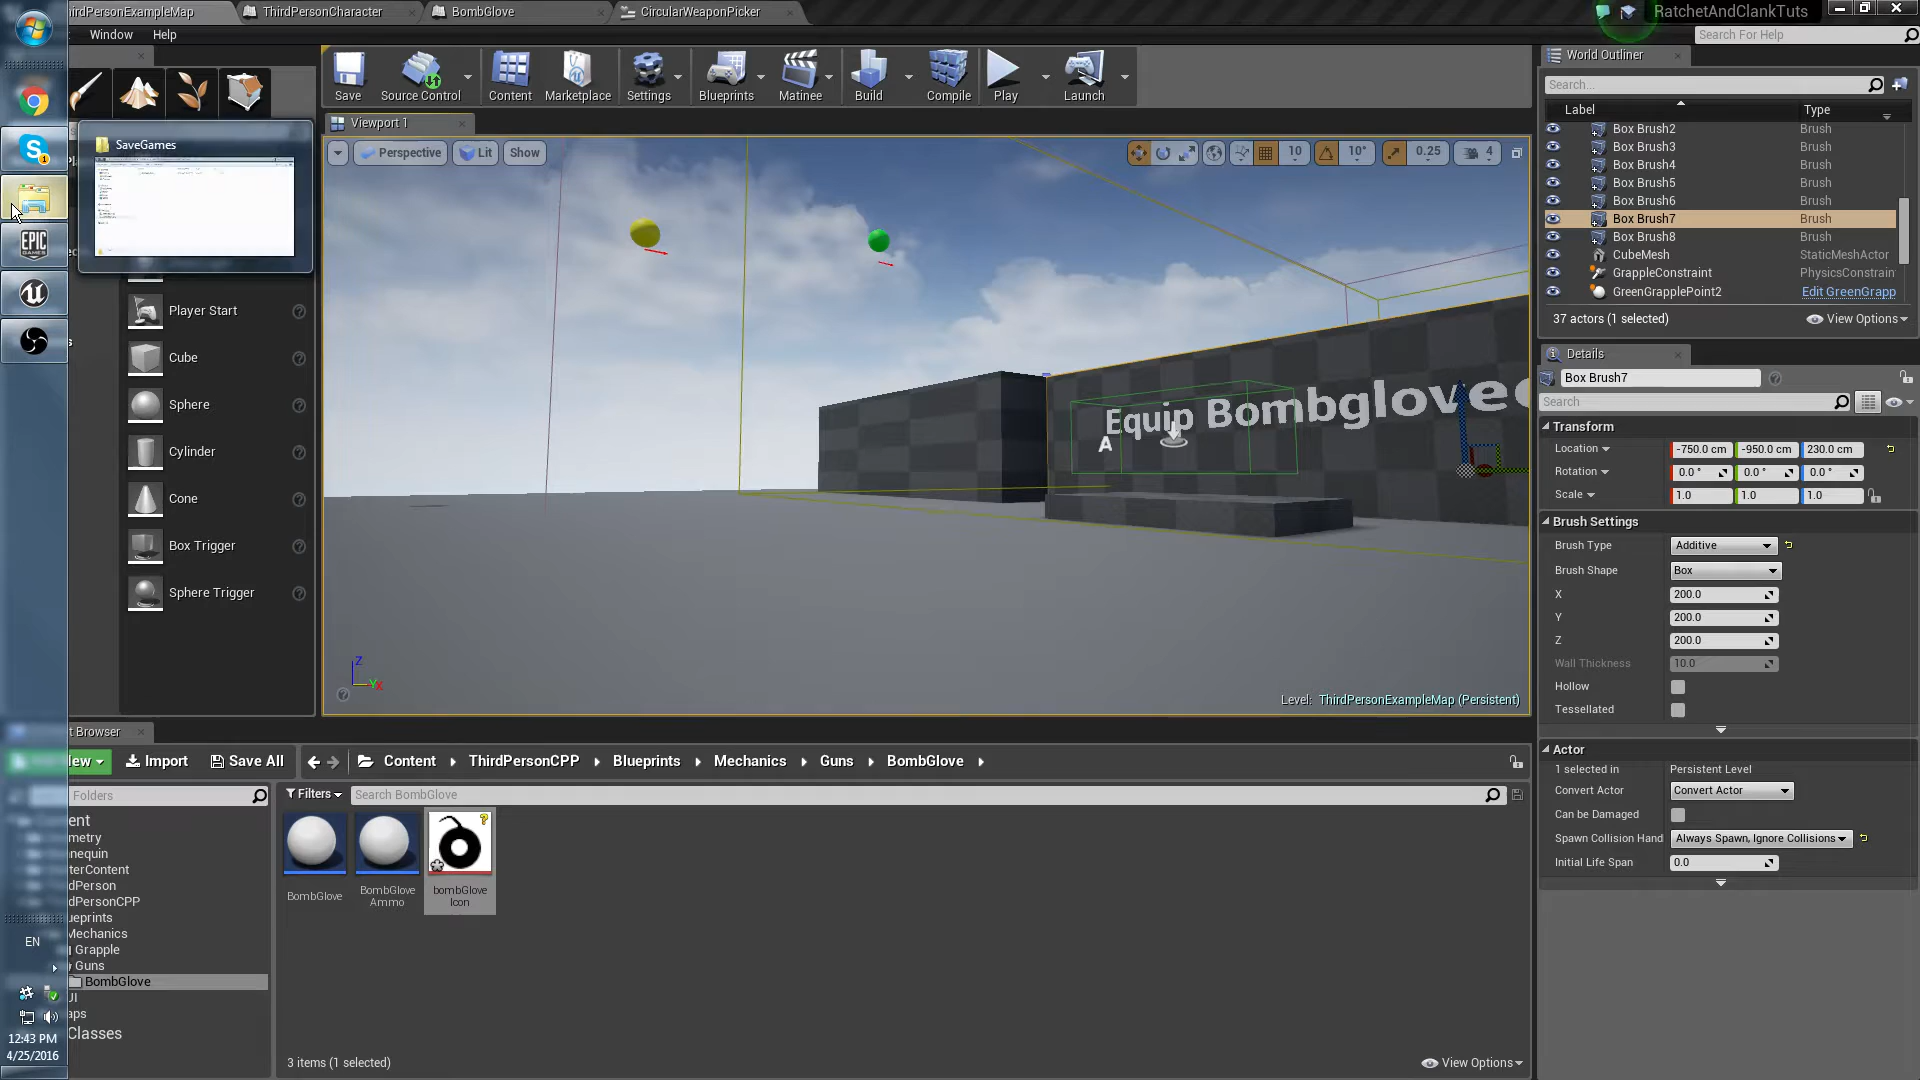 irdPersonExampleMap
ThirdPersonCharacter
BombGlove
CircularWeaponPicker
RatchetAndClankTuts
Window
Help
Search For Help
Save
Source Control
Content
Marketplace
Settings
Blueprints
Matinee
Build
Compile
Play
Launch
SaveGames
Viewport 1
Perspective
Lit
Show
10
10°
0.25
4
EPIC
GAMES
Player Start
Cube
Sphere
Cylinder
Cone
Box Trigger
Sphere Trigger
Equip Bombglove
A
Z
Level: ThirdPersonExampleMap (Persistent)
World Outliner
Search...
Label
Type
Box Brush2 Brush
Box Brush3 Brush
Box Brush4 Brush
Box Brush5 Brush
Box Brush6 Brush
Box Brush7 Brush
Box Brush8 Brush
CubeMesh StaticMeshActor
GrappleConstraint PhysicsConstrain
GreenGrapplePoint2 Edit GreenGrapp
37 actors (1 selected)
View Options
Details
Box Brush7
Search
Transform
Location -750.0 cm -950.0 cm 230.0 cm
Rotation 0.0 ° 0.0 ° 0.0 °
Scale 1.0 1.0 1.0
Brush Settings
Brush Type Additive
Brush Shape Box
X 200.0
Y 200.0
Z 200.0
Wall Thickness 10.0
Hollow
Tessellated
Actor
1 selected in Persistent Level
Convert Actor Convert Actor
Can be Damaged
Spawn Collision Hand Always Spawn, Ignore Collisions
Initial Life Span 0.0
t Browser
ew
Import
Save All
Content
ThirdPersonCPP
Blueprints
Mechanics
Guns
BombGlove
Folders
Filters
Search BombGlove
ent
ometry
nnequin
rterContent
rdPerson
rdPersonCPP
ueprints
Mechanics
Grapple
Guns
BombGlove
UI
aps
Classes
BombGlove
BombGlove
Ammo
bombGlove
Icon
3 items (1 selected)
View Options
EN
12:43 PM
4/25/2016